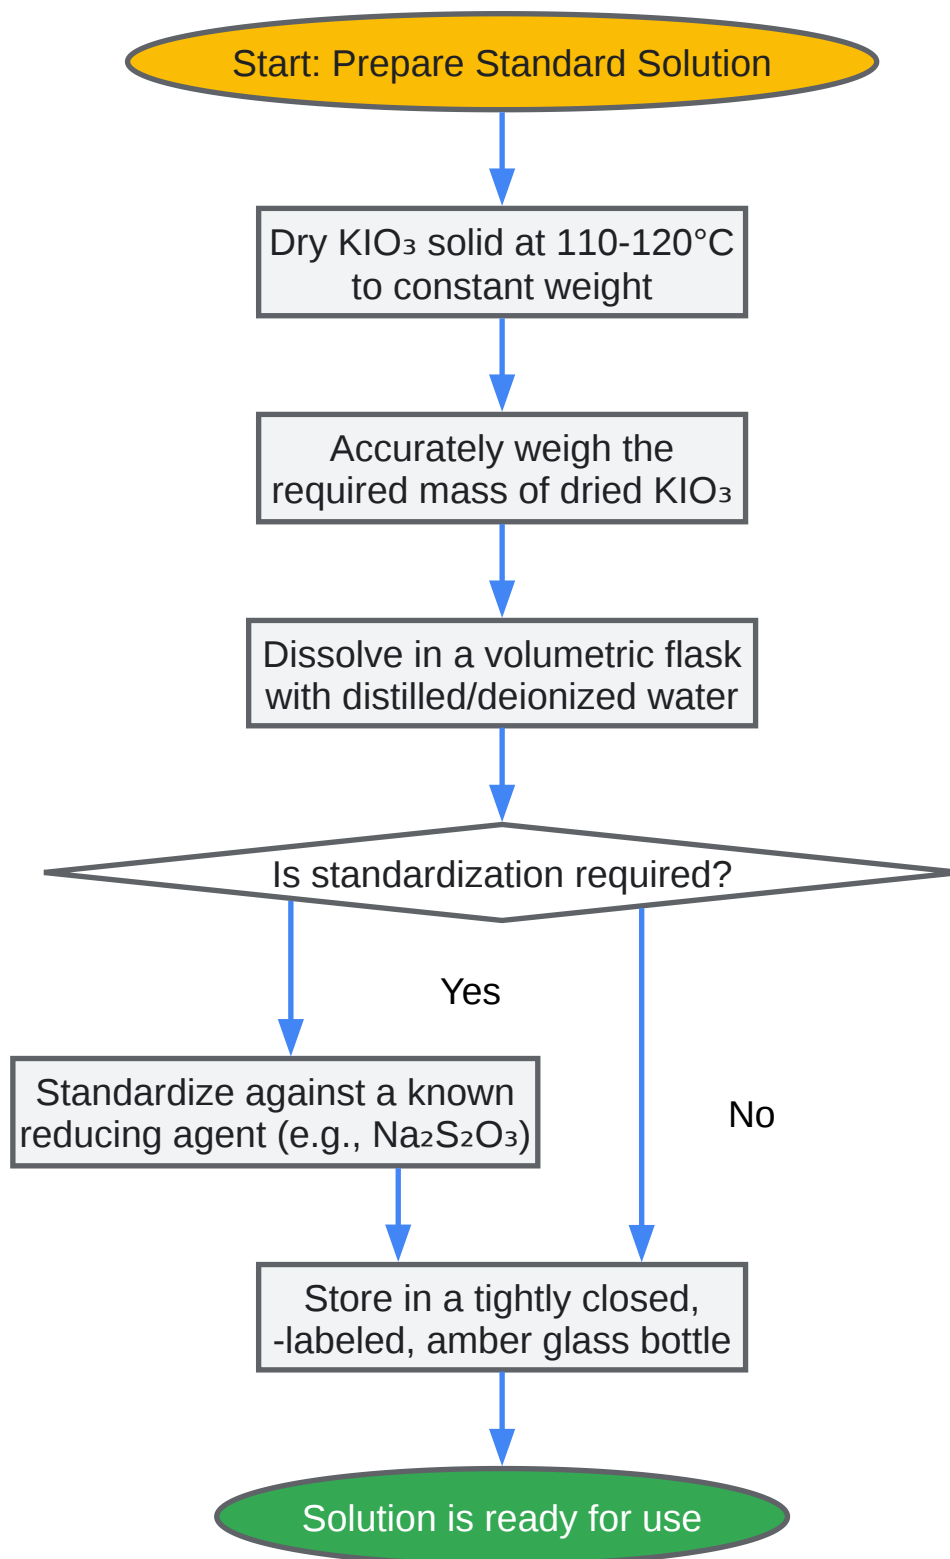 Start: Prepare Standard Solution
Dry KIO₃ solid at 110-120°C
to constant weight
Accurately weigh the
required mass of dried KIO₃
Dissolve in a volumetric flask
with distilled/deionized water
Is standardization required?
Yes
Standardize against a known
reducing agent (e.g., Na₂S₂O₃)
No
Store in a tightly closed,
-labeled, amber glass bottle
Solution is ready for use